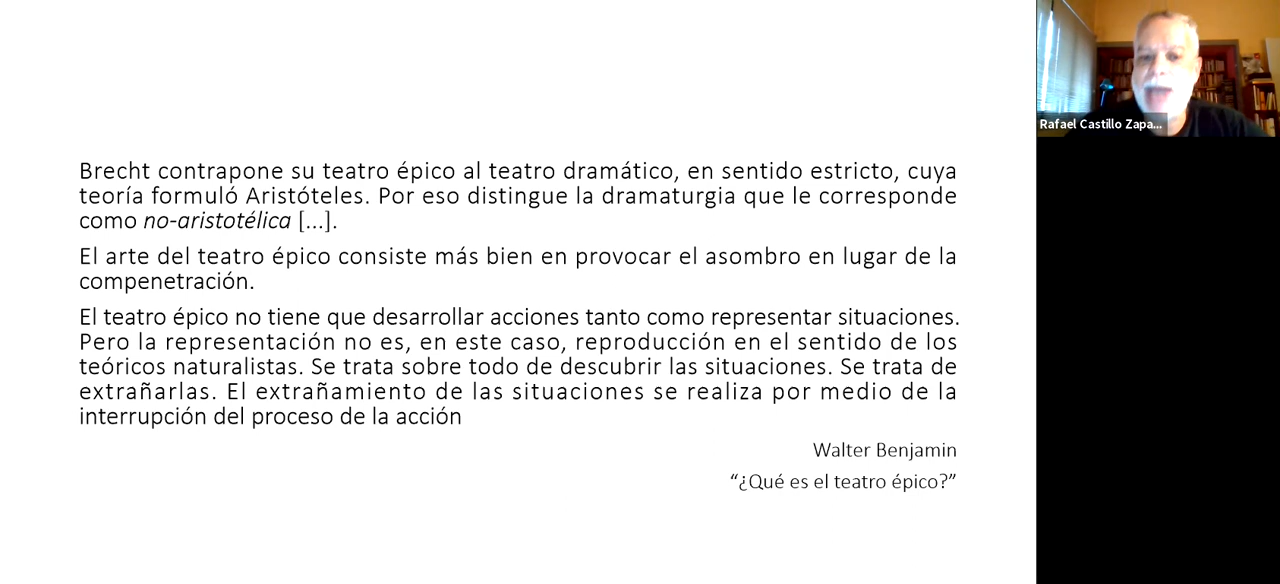 Brecht contrapone su teatro épico al teatro dramático, en sentido estricto, cuya
teoría formuló Aristóteles. Por eso distingue la dramaturgia que le corresponde
como no-aristotélica [...].
El arte del teatro épico consiste más bien en provocar el asombro en lugar de la
compenetración.
El teatro épico no tiene que desarrollar acciones tanto como representar situaciones.
Pero la representación no es, en este caso, reproducción en el sentido de los
teóricos naturalistas. Se trata sobre todo de descubrir las situaciones. Se trata de
extrañarlas. El extrañamiento de las situaciones se realiza por medio de la
interrupción del proceso de la acción
Walter Benjamin
“¿Qué es el teatro épico?”
Rafael Castillo Zapa...